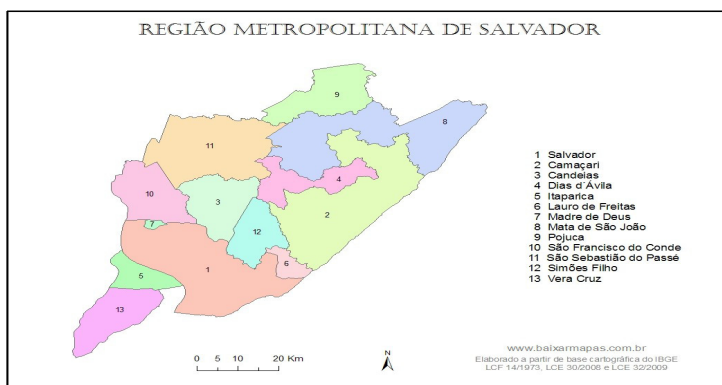 REGIÃO METROPOLITANA DE SALVADOR
9
8
11
4
10
3
2
7
12
6
1
5
13
1 Salvador
2 Camaçari
3 Candeias
4 Dias d´Ávila
5 Itaparica
6 Lauro de Freitas
7 Madre de Deus
8 Mata de São João
9 Pojuca
10 São Francisco do Conde
11 São Sebastião do Passé
12 Simões Filho
13 Vera Cruz
0 5 10 20 Km
N
www.baixarmapas.com.br
Elaborado a partir de base cartográfica do IBGE
LCF 14/1973, LCE 30/2008 e LCE 32/2009